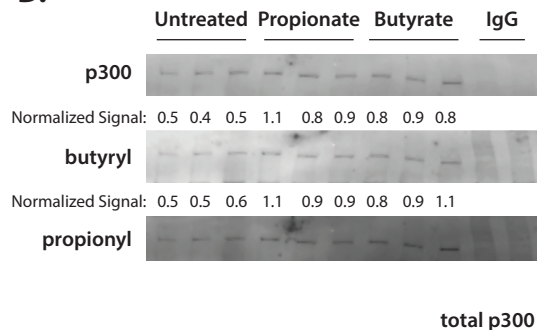 Untreated Propionate Butyrate IgG
p300
Normalized Signal: 0.5 0.4 0.5 1.1 0.8 0.9 0.8 0.9 0.8
butyryl
Normalized Signal: 0.5 0.5 0.6 1.1 0.9 0.9 0.8 0.9 1.1
propionyl
total p300